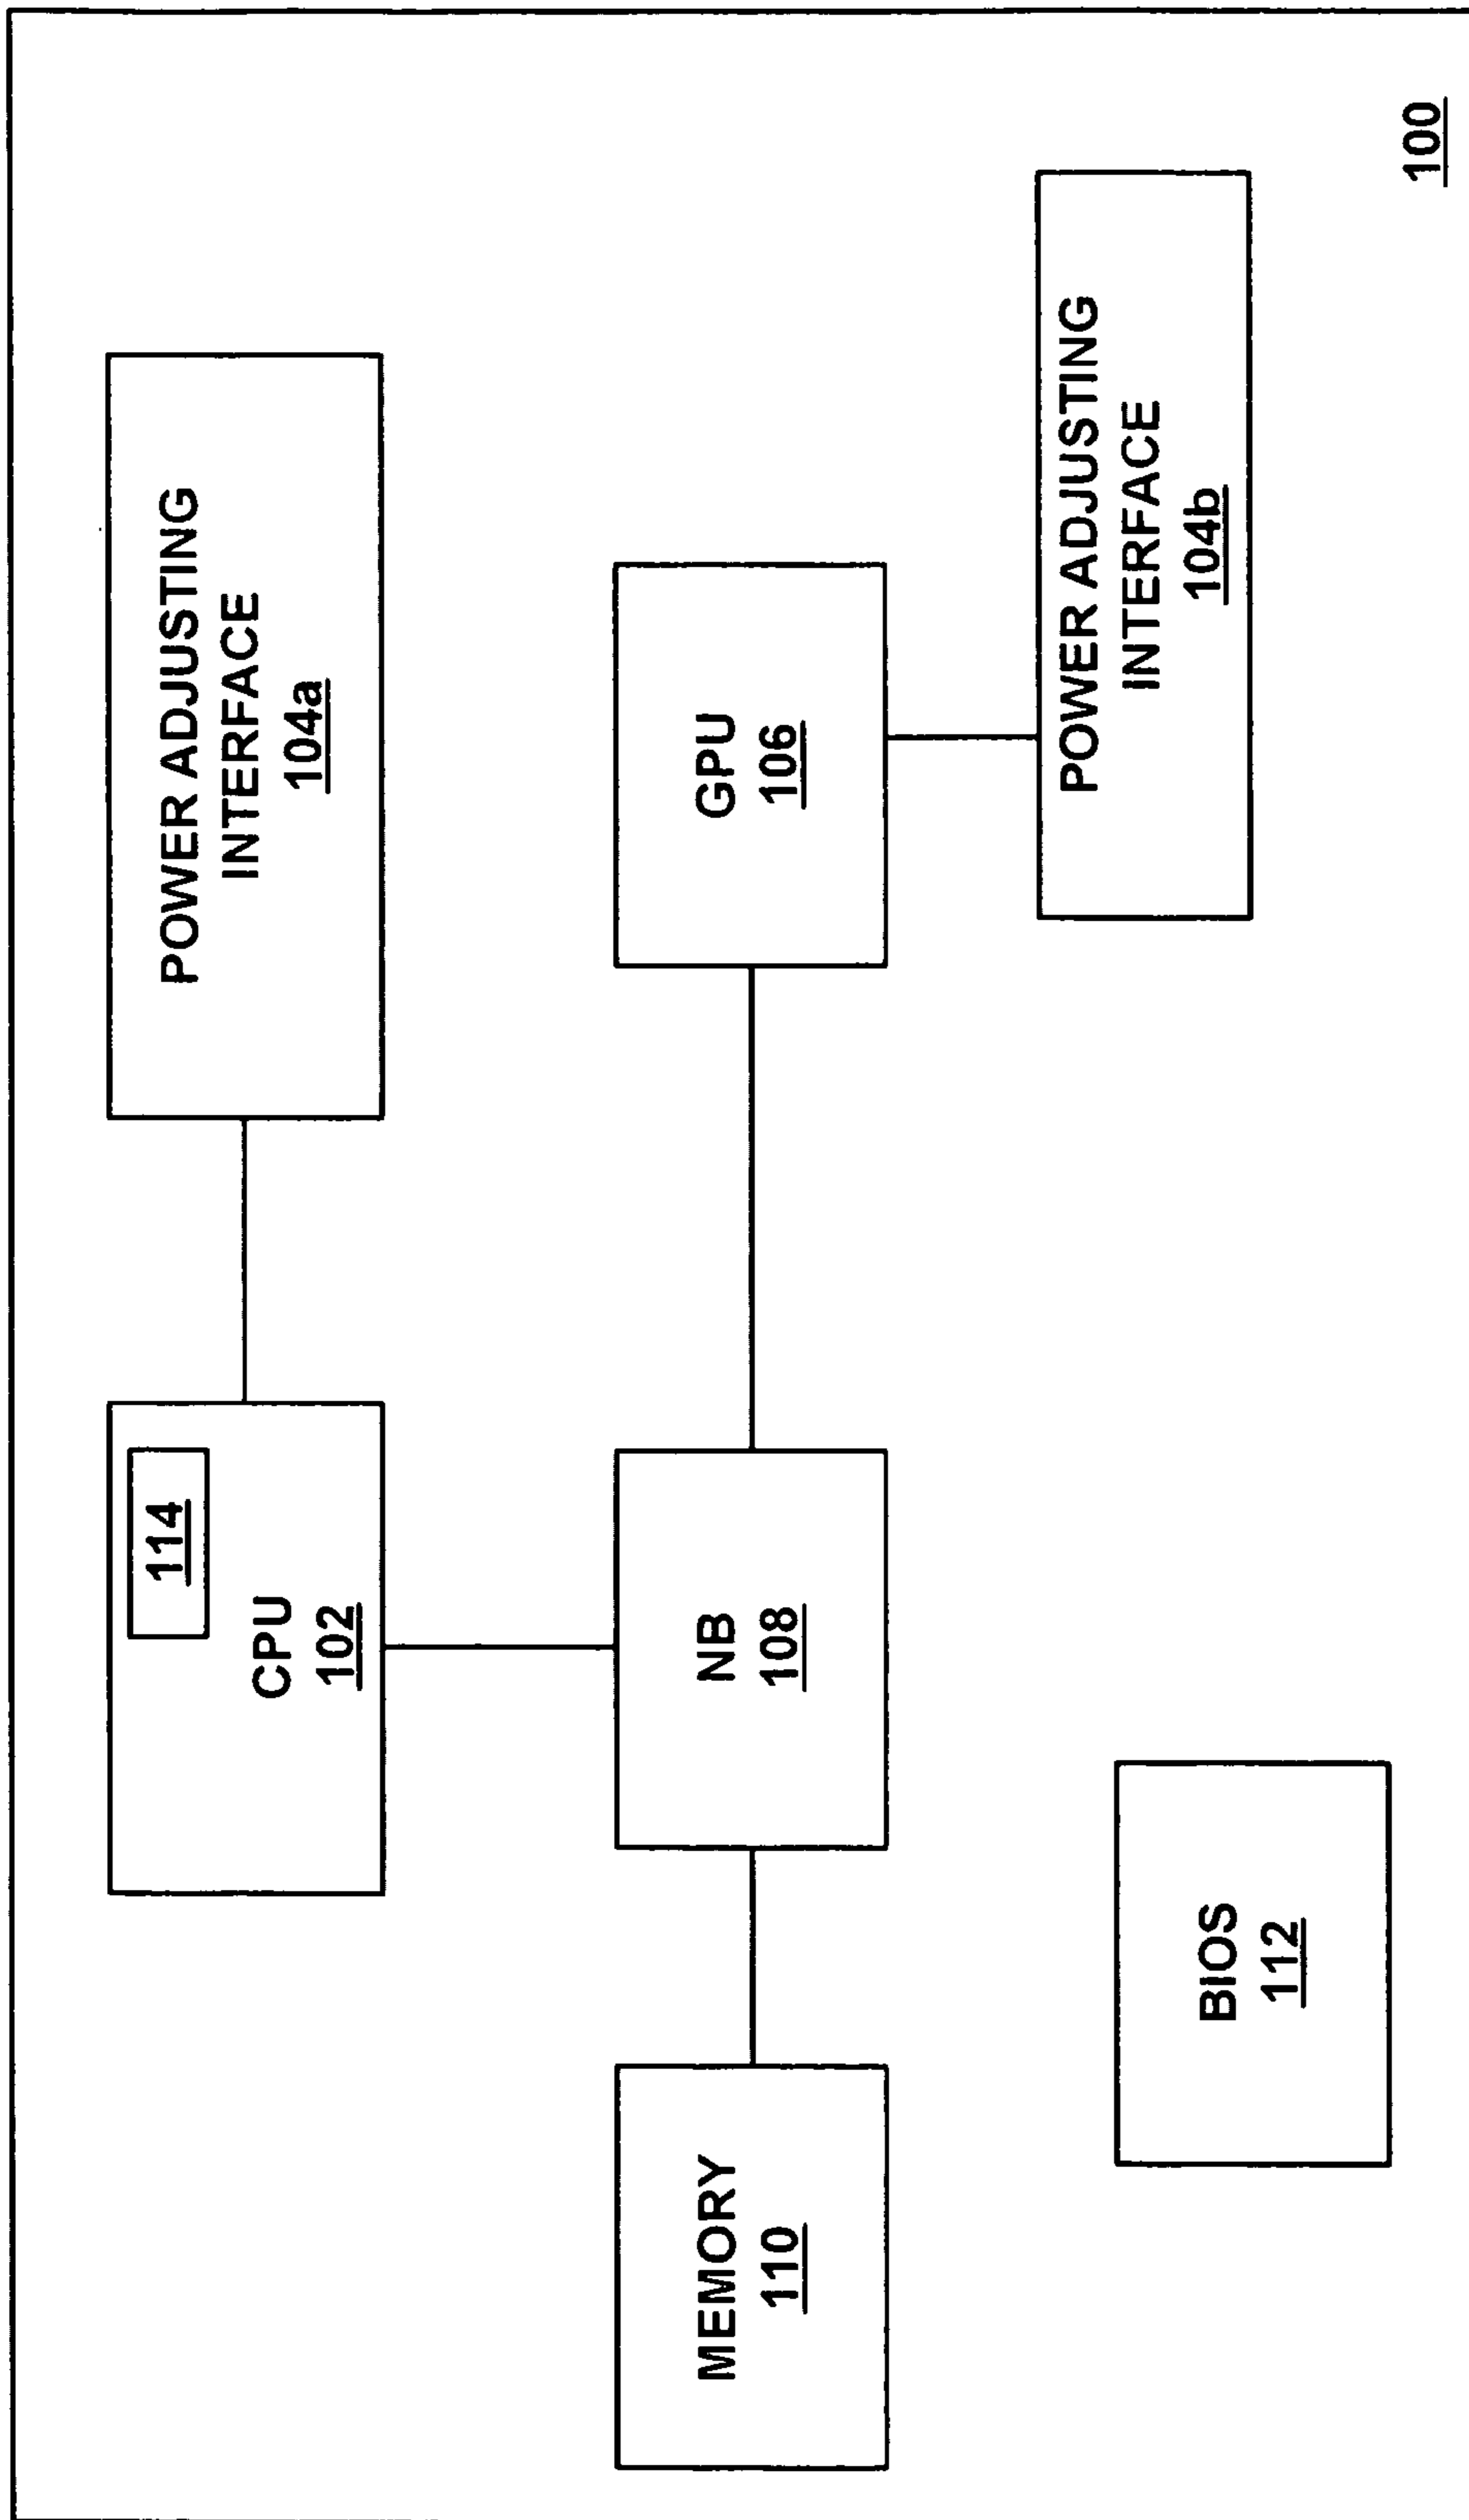 POWER ADJUSTING
INTERFACE
104a
114
CPU
102
GPU
106
NB
108
MEMORY
110
POWER ADJUSTING
INTERFACE
104b
BIOS
112
100